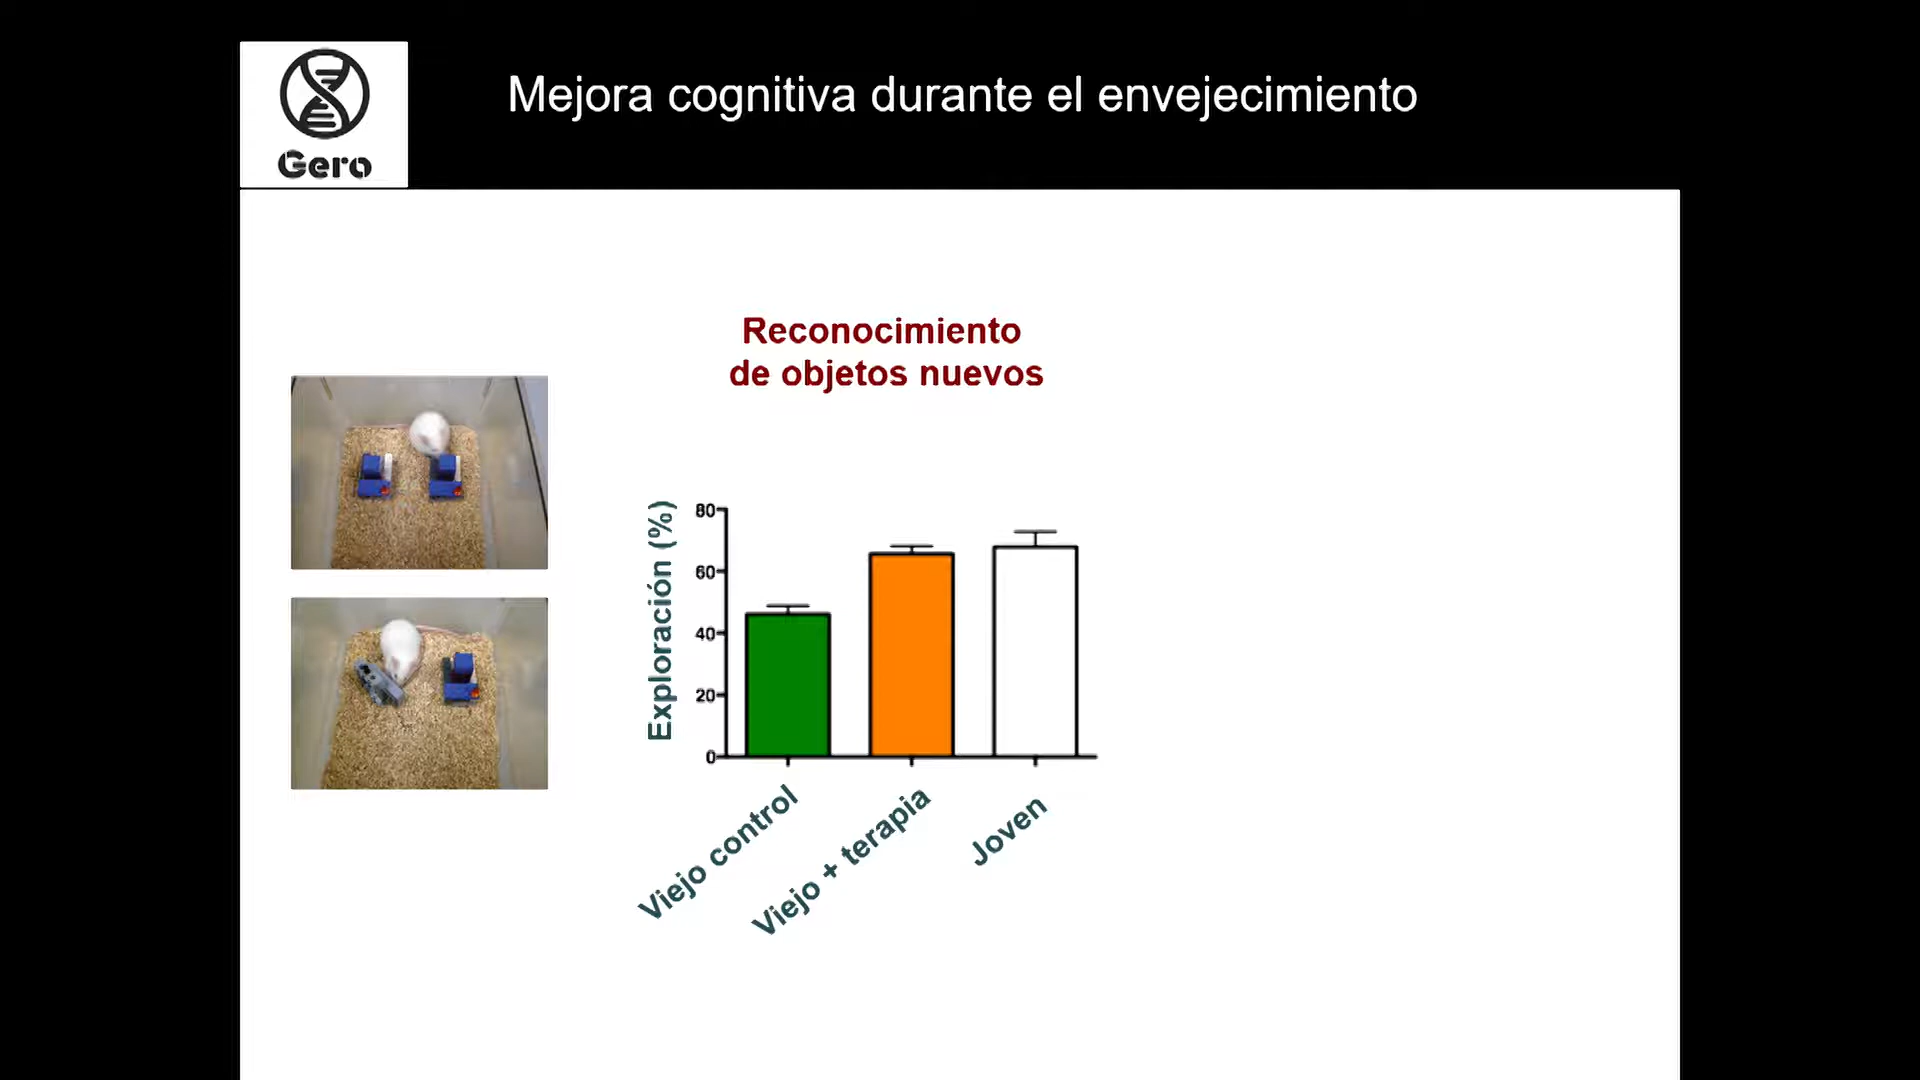 Gero
Mejora cognitiva durante el envejecimiento
Reconocimiento
de objetos nuevos
Exploración (%)
80
60
40
20
0
Viejo control
Viejo + terapia
Joven